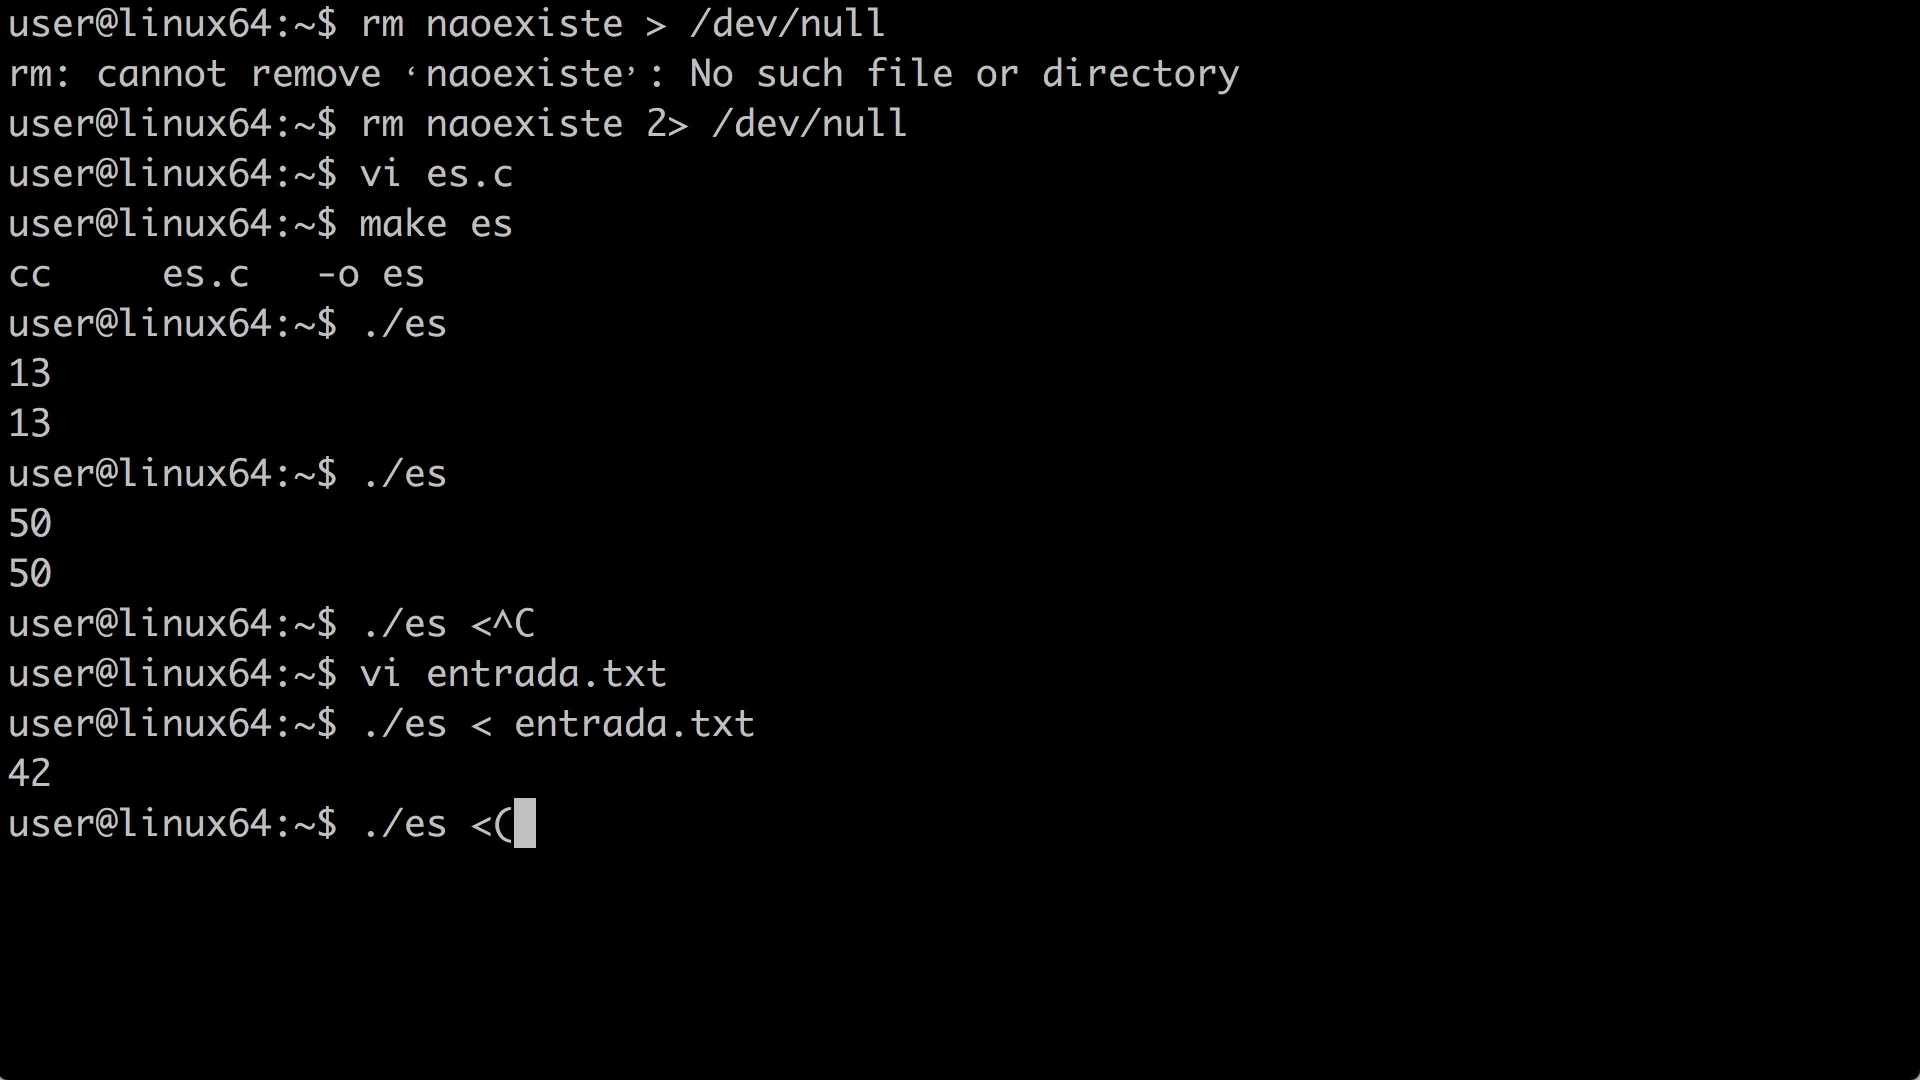 user@linux64:~$ rm naoexiste > /dev/null
rm: cannot remove ‘naoexiste’: No such file or directory
user@linux64:~$ rm naoexiste 2> /dev/null
user@linux64:~$ vi es.c
user@linux64:~$ make es
cc     es.c   -o es
user@linux64:~$ ./es
13
13
user@linux64:~$ ./es
50
50
user@linux64:~$ ./es <^C
user@linux64:~$ vi entrada.txt
user@linux64:~$ ./es < entrada.txt
42
user@linux64:~$ ./es <(